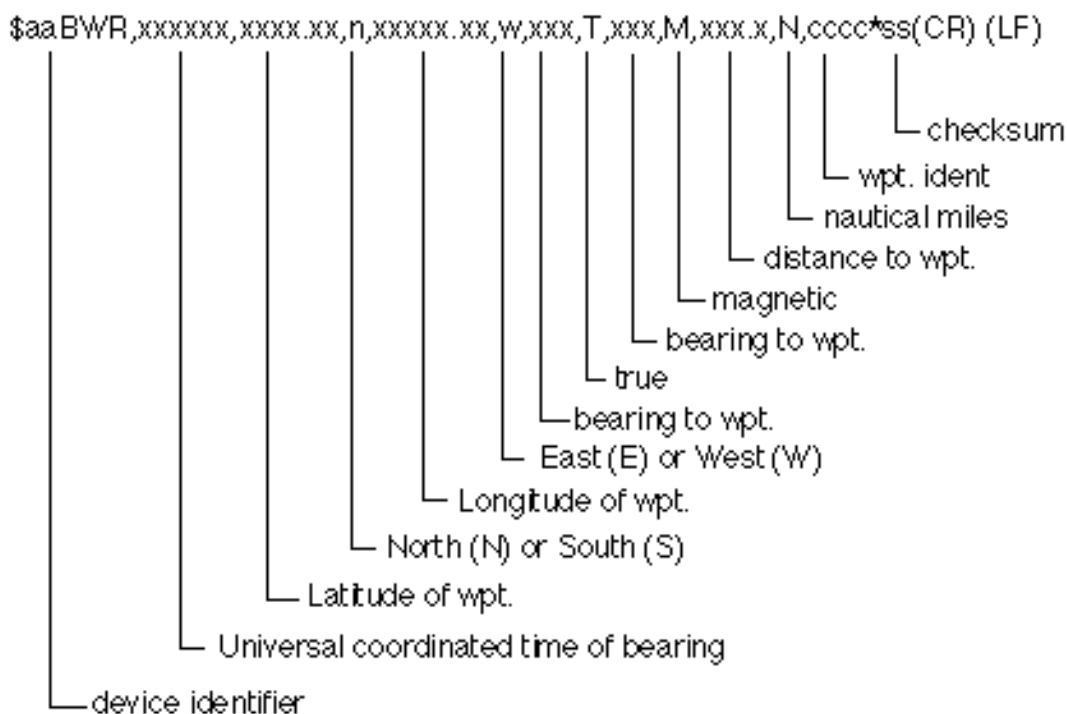 $aaBWR,xxxxxx,xxxx.xx,n,xxxxx.xx,w,xxx,T,xxx,M,xxx.x,N,cccc*ss(CR) (LF)
checksum
wpt. ident
nautical miles
distance to wpt.
magnetic
bearing to wpt.
true
bearing to wpt.
East (E) or West (W)
Longitude of wpt.
North (N) or South (S)
Latitude of wpt.
Universal coordinated time of bearing
device identifier